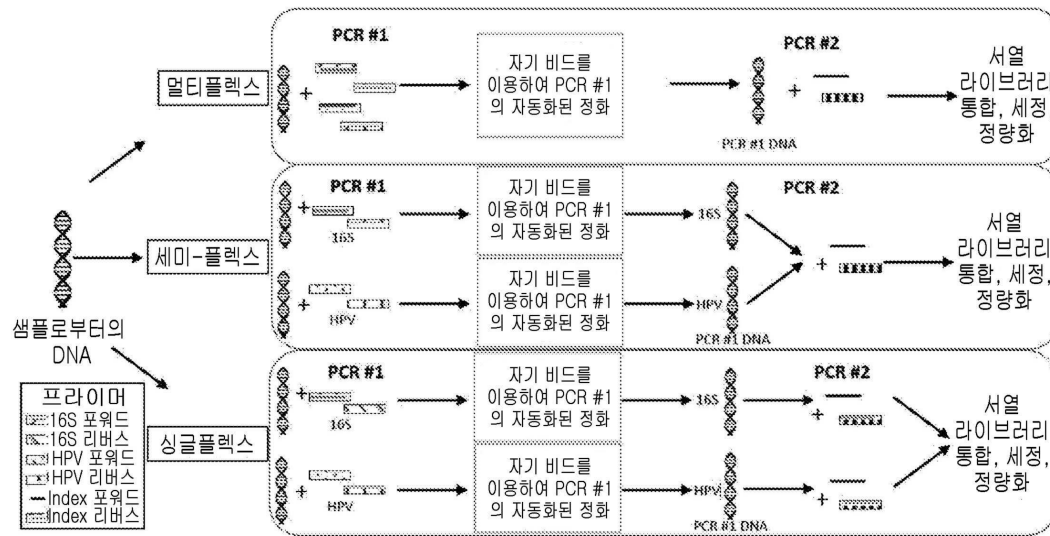 PCR #1
PCR #2
멀티플렉스
+
자기 비드를
이용하여 PCR #1
의 자동화된 정화
+
PCR #1 DNA
서열
라이브러리
통합, 세정,
정량화
PCR #1
PCR #2
세미-플렉스
+
16S
자기 비드를
이용하여 PCR #1
의 자동화된 정화
16S
+
HPV
자기 비드를
이용하여 PCR #1
의 자동화된 정화
HPV
PCR #1 DNA
+
서열
라이브러리
통합, 세정,
정량화
샘플로부터의
DNA
PCR #1
PCR #2
싱글플렉스
+
16S
자기 비드를
이용하여 PCR #1
의 자동화된 정화
16S
+
+
HPV
자기 비드를
이용하여 PCR #1
의 자동화된 정화
HPV
PCR #1 DNA
+
서열
라이브러리
통합, 세정,
정량화
프라이머
16S 포워드
16S 리버스
HPV 포워드
HPV 리버스
Index 포워드
Index 리버스